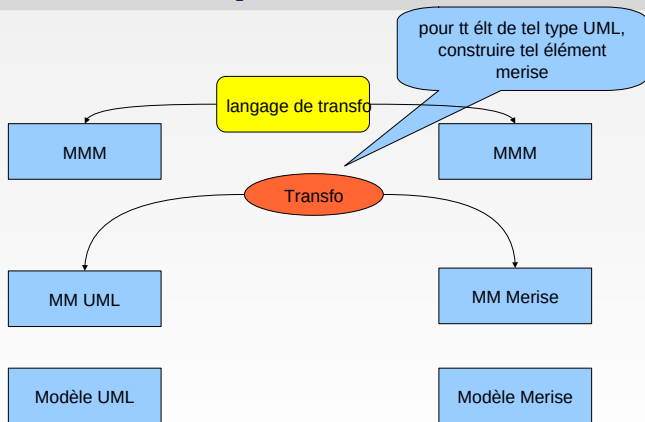 pour tt élt de tel type UML,
construire tel élément
merise
langage de transfo
MMM
MMM
Transfo
MM UML
MM Merise
Modèle UML
Modèle Merise